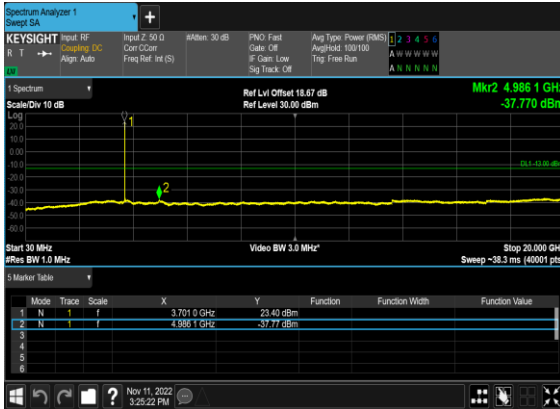 Spectrum Analyzer 1
Swept SA
+
KEYSIGHT Input: RF Input Z: 50 Ω #Atten: 30 dB PNO: Fast Avg Type: Power (RMS) 1 2 3 4 5 6
R T Coupling: DC Corr CCorr Gate: Off Avg|Hold: 100/100 A W W W W W
Align: Auto Freq Ref: Int (S) IF Gain: Low Trig: Free Run
Sig Track: Off A N N N N N
1 Spectrum
Mkr2 4.986 1 GHz
Ref Lvl Offset 18.67 dB
Scale/Div 10 dB Ref Level 30.00 dBm -37.770 dBm
Log
1
20.0
10.0
0.00
-10.0
DL1 -13.00 dBm
-20.0
-30.0
2
-40.0
-50.0
-60.0
Start 30 MHz Video BW 3.0 MHz* Stop 20.000 GH
#Res BW 1.0 MHz Sweep ~38.3 ms (40001 pts
5 Marker Table
Mode Trace Scale X Y Function Function Width Function Value
1 N 1 f 3.701 0 GHz 23.40 dBm
2 N 1 f 4.986 1 GHz -37.77 dBm
3
4
5
6
? Nov 11, 2022
3:25:22 PM